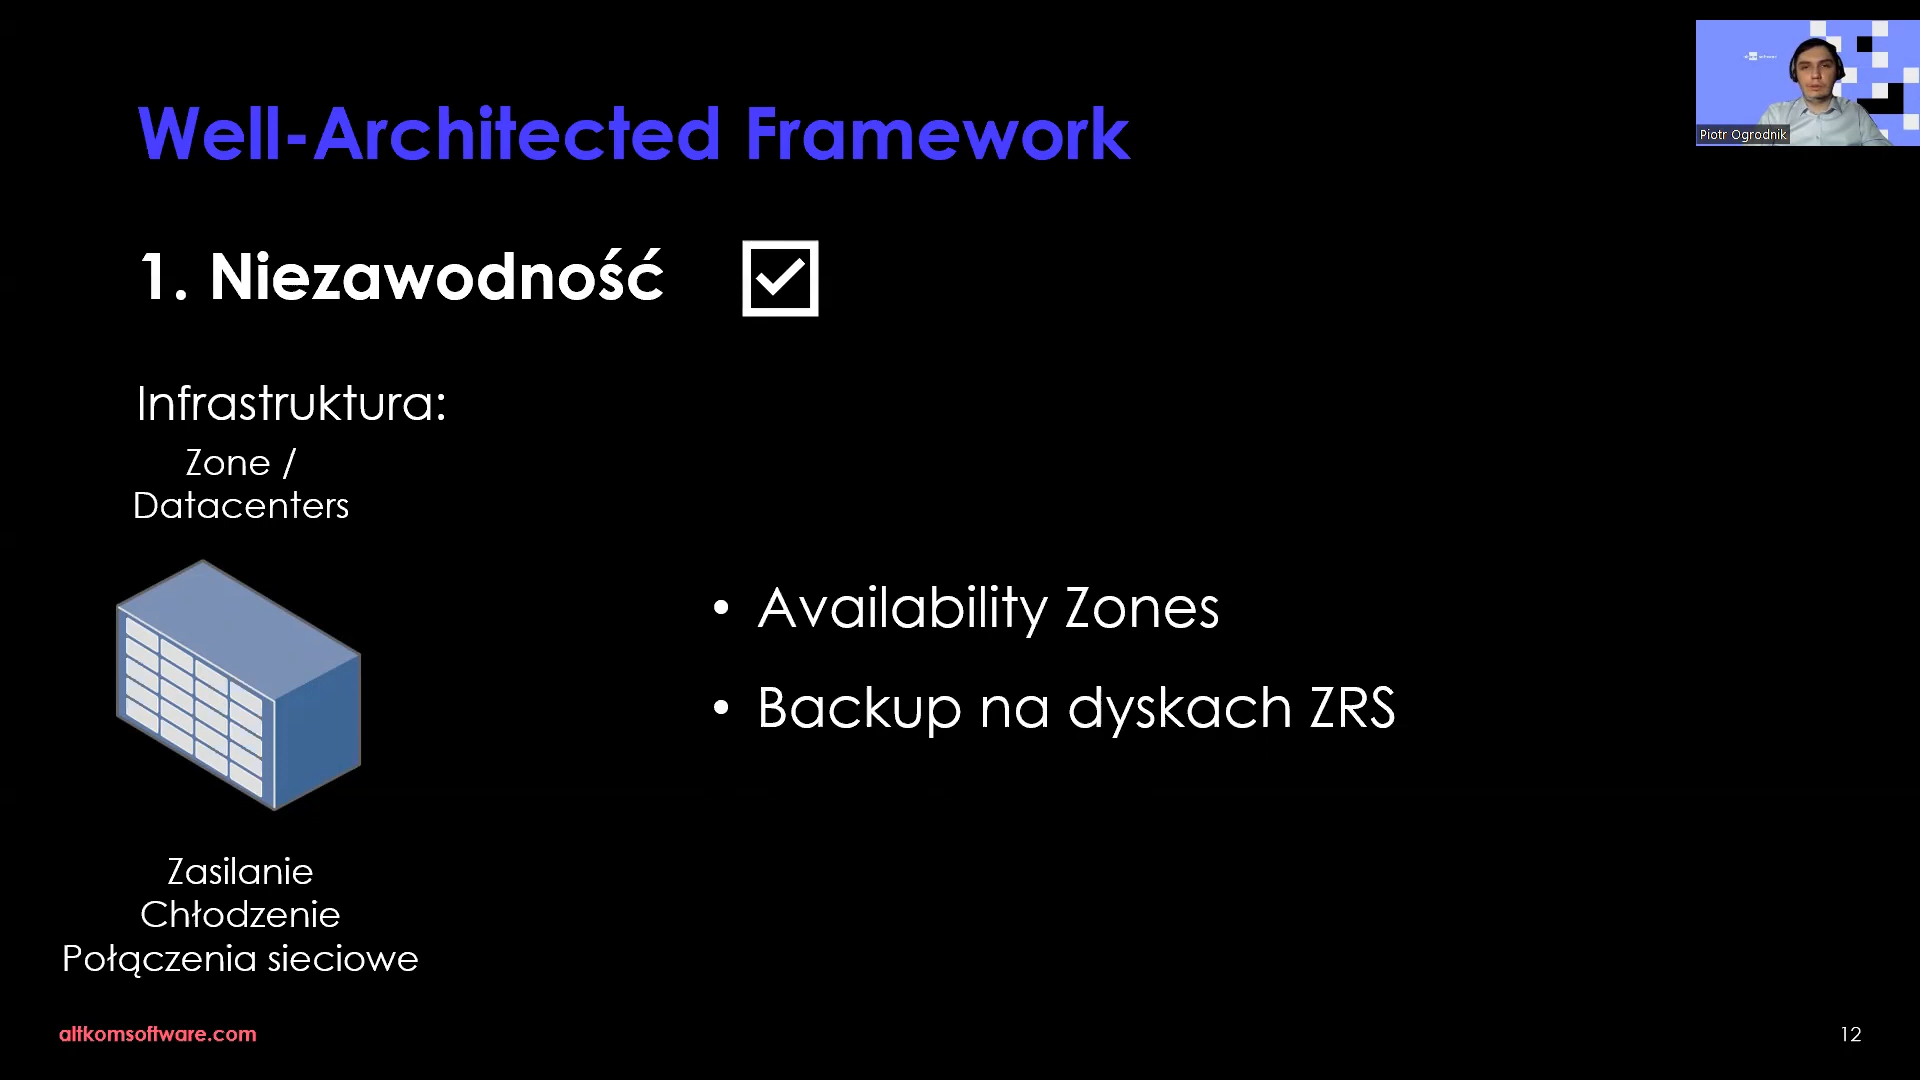 Well-Architected Framework
Piotr Ogrodnik
1. Niezawodność
Infrastruktura:
Zone /
Datacenters
• Availability Zones
• Backup na dyskach ZRS
Zasilanie
Chłodzenie
Połączenia sieciowe
altkomsoftware.com
12